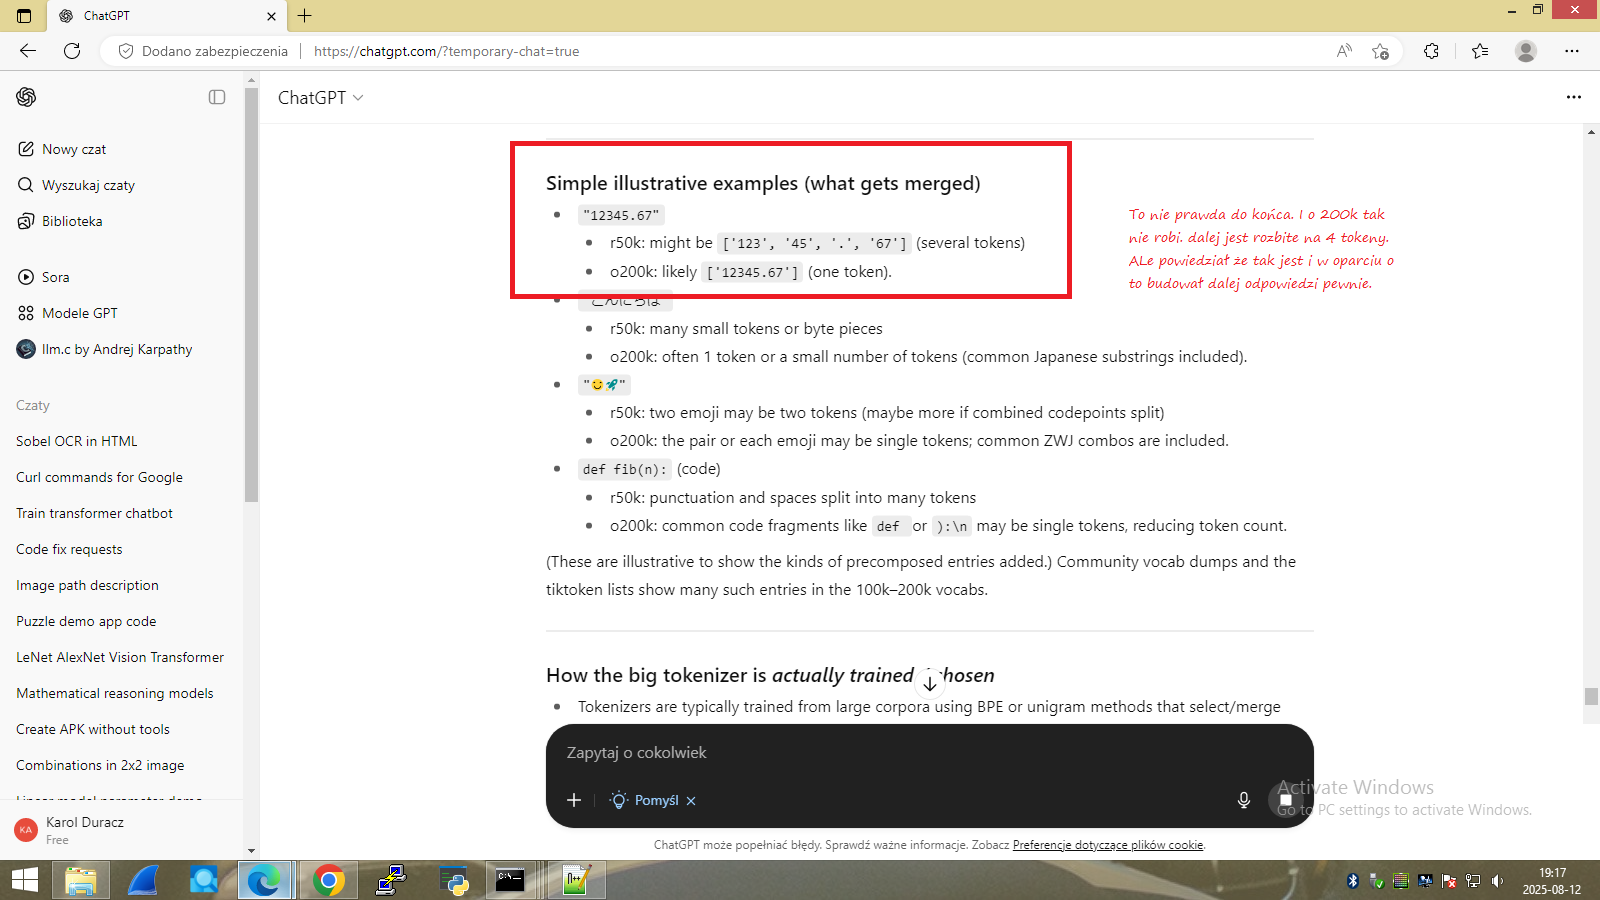 ChatGPT
Dodano zabezpieczenia
https://chatgpt.com/?temporary-chat=true
ChatGPT
Nowy czat
Wyszukaj czaty
Biblioteka
Sora
Modele GPT
llm.c by Andrej Karpathy
Czaty
Sobel OCR in HTML
Curl commands for Google
Train transformer chatbot
Code fix requests
Image path description
Puzzle demo app code
LeNet AlexNet Vision Transformer
Mathematical reasoning models
Create APK without tools
Combinations in 2x2 image
KA
Karol Duracz
Free
Simple illustrative examples (what gets merged)
"12345.67"
r50k: might be ['123', '45', '.', '67'] (several tokens)
o200k: likely ['12345.67'] (one token).
こんにちは
r50k: many small tokens or byte pieces
o200k: often 1 token or a small number of tokens (common Japanese substrings included).
"😊🚀"
r50k: two emoji may be two tokens (maybe more if combined codepoints split)
o200k: the pair or each emoji may be single tokens; common ZWJ combos are included.
def fib(n): (code)
r50k: punctuation and spaces split into many tokens
o200k: common code fragments like def or ):\n may be single tokens, reducing token count.
(These are illustrative to show the kinds of precomposed entries added.) Community vocab dumps and the
tiktoken lists show many such entries in the 100k–200k vocabs.
How the big tokenizer is actually trained chosen
Tokenizers are typically trained from large corpora using BPE or unigram methods that select/merge
To nie prawda do końca. I o 200k tak
nie robi. dalej jest rozbite na 4 tokeny.
ALe powiedział że tak jest i w oparciu o
to budował dalej odpowiedzi pewnie.
Zapytaj o cokolwiek
Pomyśl
Activate Windows
Go to PC settings to activate Windows.
ChatGPT może popełniać błędy. Sprawdź ważne informacje. Zobacz Preferencje dotyczące plików cookie.
19:17
2025-08-12